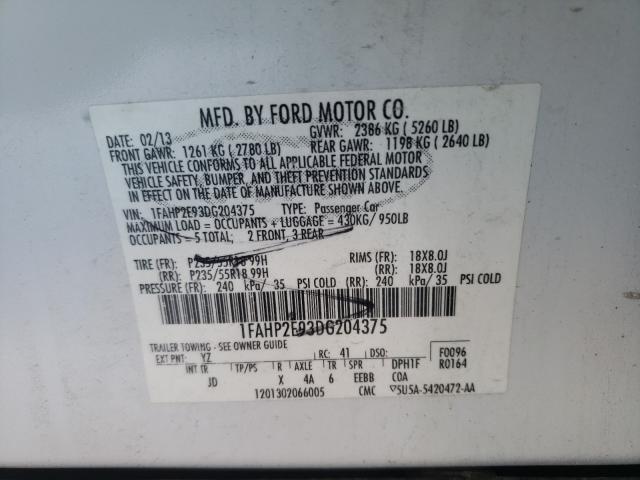 MFD. BY FORD MOTOR CO.
DATE: 02/13 GVWR: 2386 KG ( 5260 LB)
FRONT GAWR: 1261 KG ( 2780 LB) REAR GAWR: 1198 KG ( 2640 LB)
THIS VEHICLE CONFORMS TO ALL APPLICABLE FEDERAL MOTOR
VEHICLE SAFETY, BUMPER, AND THEFT PREVENTION STANDARDS
IN EFFECT ON THE DATE OF MANUFACTURE SHOWN ABOVE.
VIN: 1FAHP2E93DG204375 TYPE: Passenger Car
MAXIMUM LOAD = OCCUPANTS + LUGGAGE = 430KG/ 950LB
OCCUPANTS = 5 TOTAL, 2 FRONT, 3 REAR
TIRE (FR): P235/55R18 99H RIMS (FR): 18X8.0J
(RR): P235/55R18 99H (RR): 18X8.0J
PRESSURE (FR): 240 kPa/ 35 PSI COLD (RR): 240 kPa/ 35 PSI COLD
1FAHP2E93DG204375
TRAILER TOWING - SEE OWNER GUIDE
EXT PNT: YZ RC: 41 DSO: F0096
INT TR TP/PS R AXLE TR SPR DPH1F R0164
JD X 4A 6 EEBB COA
1201302066005 CMC 5U5A-5420472-AA